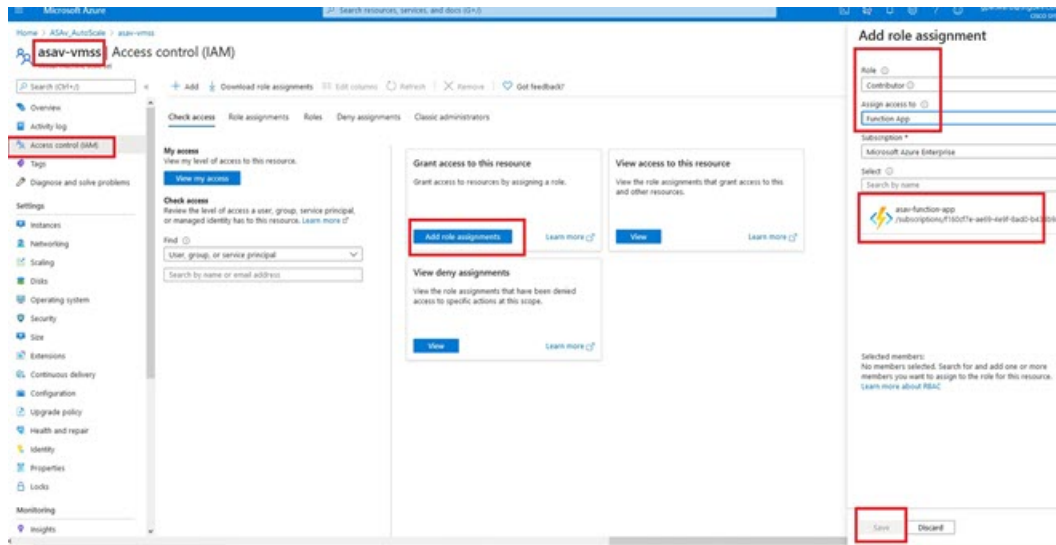 Microsoft Azure
Search resources, services, and docs (G+/)
Home > ASAv_AutoScale > asav-vmss
asav-vmss | Access control (IAM)
Search (Ctrl+/)
Overview
Activity log
Access control (IAM)
Tags
Diagnose and solve problems
Settings
Instances
Networking
Scaling
Disks
Operating system
Security
Size
Extensions
Continuous delivery
Configuration
Upgrade policy
Health and repair
Identity
Properties
Locks
Monitoring
Insights
+ Add
Download role assignments
Edit columns
Refresh
Remove
Got feedback?
Check access
Role assignments
Roles
Deny assignments
Classic administrators
My access
View my level of access to this resource.
View my access
Check access
Review the level of access a user, group, service principal,
or managed identity has to this resource. Learn more
Find
User, group, or service principal
Search by name or email address
Grant access to this resource
Grant access to resources by assigning a role.
Add role assignments
Learn more
View access to this resource
View the role assignments that grant access to this
and other resources.
View
Learn more
View deny assignments
View the role assignments that have been denied
access to specific actions at this scope.
View
Learn more
Add role assignment
Role
Contributor
Assign access to
Function App
Subscription *
Microsoft Azure Enterprise
Select
Search by name
asav-function-app
Selected members:
No members selected. Search for and add one or more
members you want to assign to the role for this resource.
Learn more about RBAC
Save
Discard